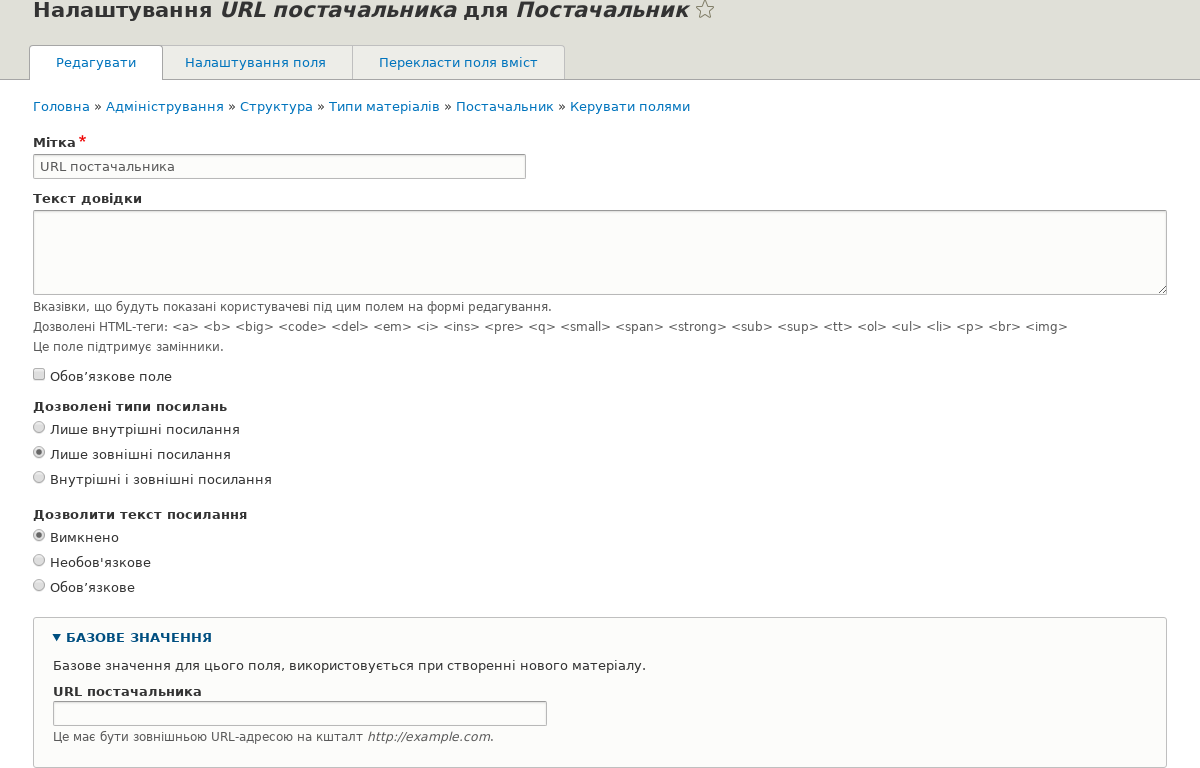 Налаштування URL постачальника для Постачальник
Редагувати
Налаштування поля
Перекласти поля вміст
Головна » Адміністрування » Структура » Типи матеріалів » Постачальник » Керувати полями
Мітка *
URL постачальника
Текст довідки
Вказівки, що будуть показані користувачеві під цим полем на формі редагування.
Дозволені HTML-теги: <a> <b> <big> <code> <del> <em> <i> <ins> <pre> <q> <small> <span> <strong> <sub> <sup> <tt> <ol> <ul> <li> <p> <br> <img>
Це поле підтримує замінники.
Обов’язкове поле
Дозволені типи посилань
Лише внутрішні посилання
Лише зовнішні посилання
Внутрішні і зовнішні посилання
Дозволити текст посилання
Вимкнено
Необов'язкове
Обов’язкове
БАЗОВЕ ЗНАЧЕННЯ
Базове значення для цього поля, використовується при створенні нового матеріалу.
URL постачальника
Це має бути зовнішньою URL-адресою на кшталт http://example.com.